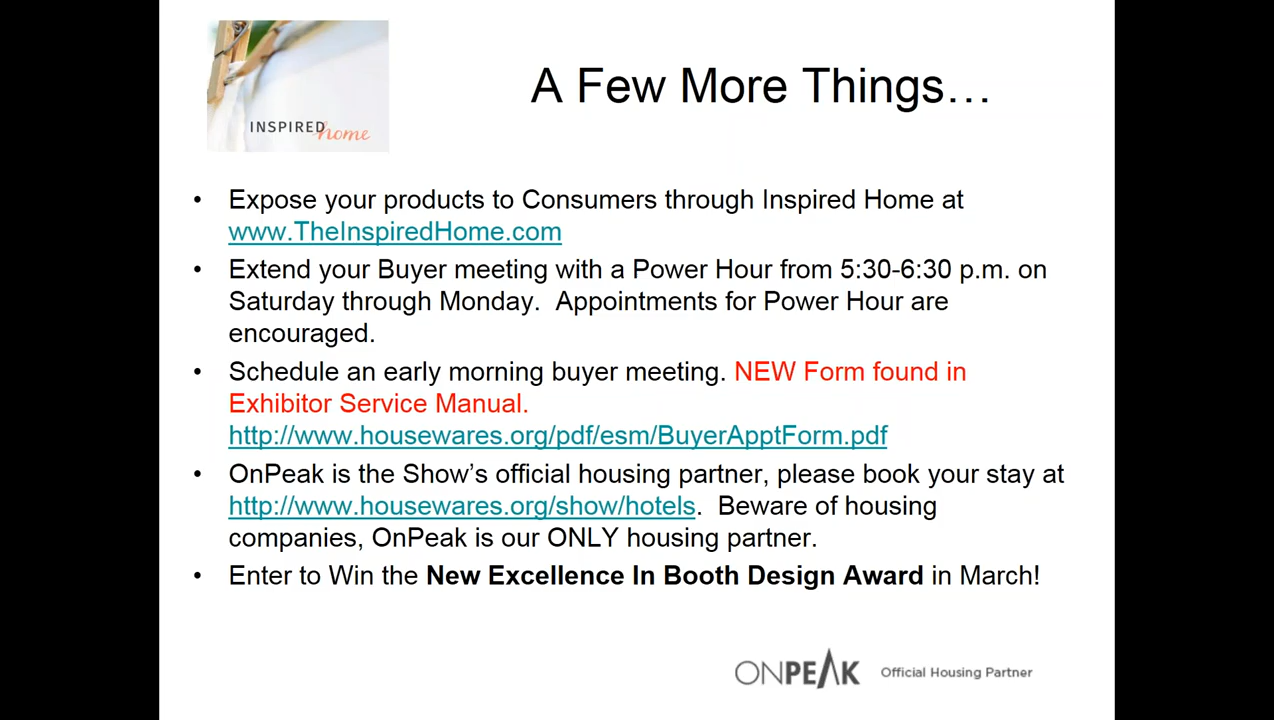 INSPIRED home
A Few More Things…
• Expose your products to Consumers through Inspired Home at
www.TheInspiredHome.com
• Extend your Buyer meeting with a Power Hour from 5:30-6:30 p.m. on
Saturday through Monday.  Appointments for Power Hour are
encouraged.
• Schedule an early morning buyer meeting. NEW Form found in
Exhibitor Service Manual.
http://www.housewares.org/pdf/esm/BuyerApptForm.pdf
• OnPeak is the Show’s official housing partner, please book your stay at
http://www.housewares.org/show/hotels.  Beware of housing
companies, OnPeak is our ONLY housing partner.
• Enter to Win the New Excellence In Booth Design Award in March!
ONPEAK Official Housing Partner